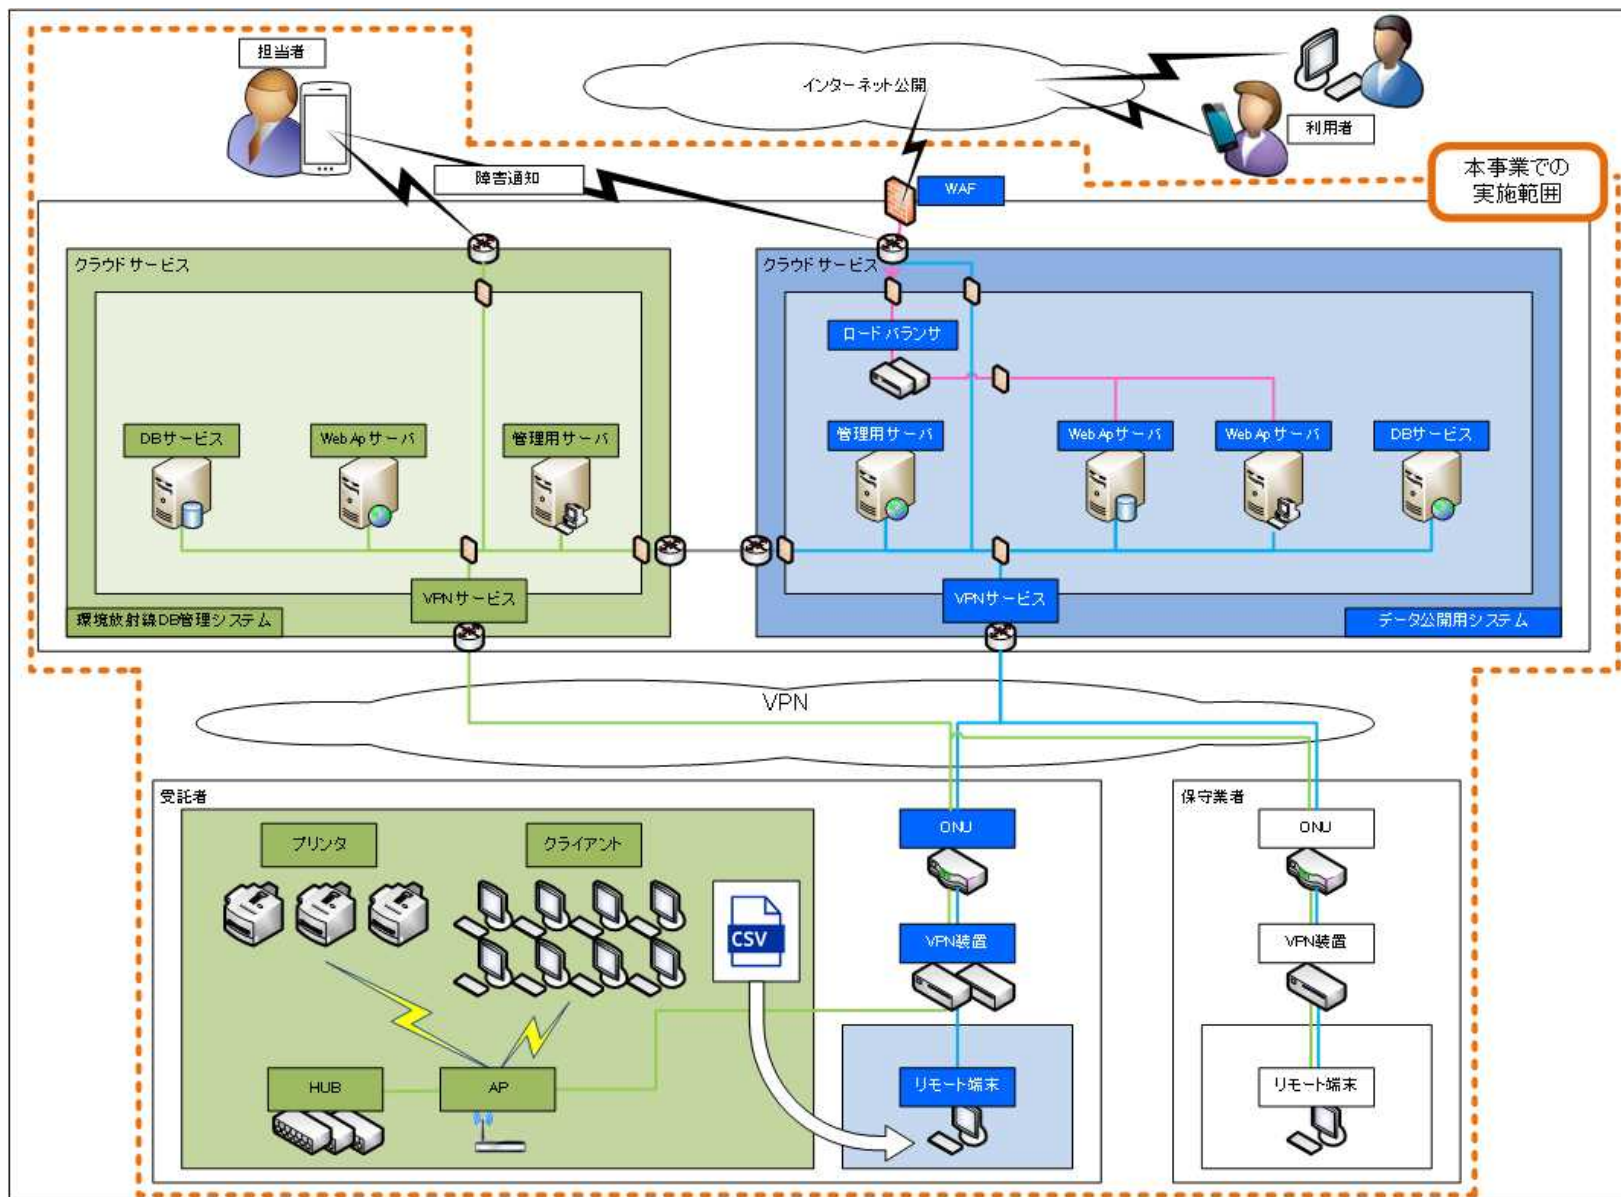 担当者
インターネット公開
利用者
障害通知
WAF
本事業での
実施範囲
クラウドサービス
クラウドサービス
ロードバランサ
DBサービス
Web Apサーバ
管理用サーバ
管理用サーバ
Web Apサーバ
Web Apサーバ
DBサービス
VPNサービス
VPNサービス
環境放射線DB管理システム
データ公開用システム
VPN
受託者
保守業者
プリンタ
クライアント
ONU
ONU
CSV
VPN装置
VPN装置
HUB
AP
リモート端末
リモート端末